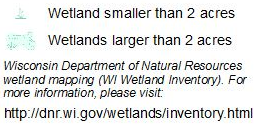 Wetland smaller than 2 acres
Wetlands larger than 2 acres
Wisconsin Department of Natural Resources
wetland mapping (WI Wetland Inventory). For
more information, please visit:
http://dnr.wi.gov/wetlands/inventory.html